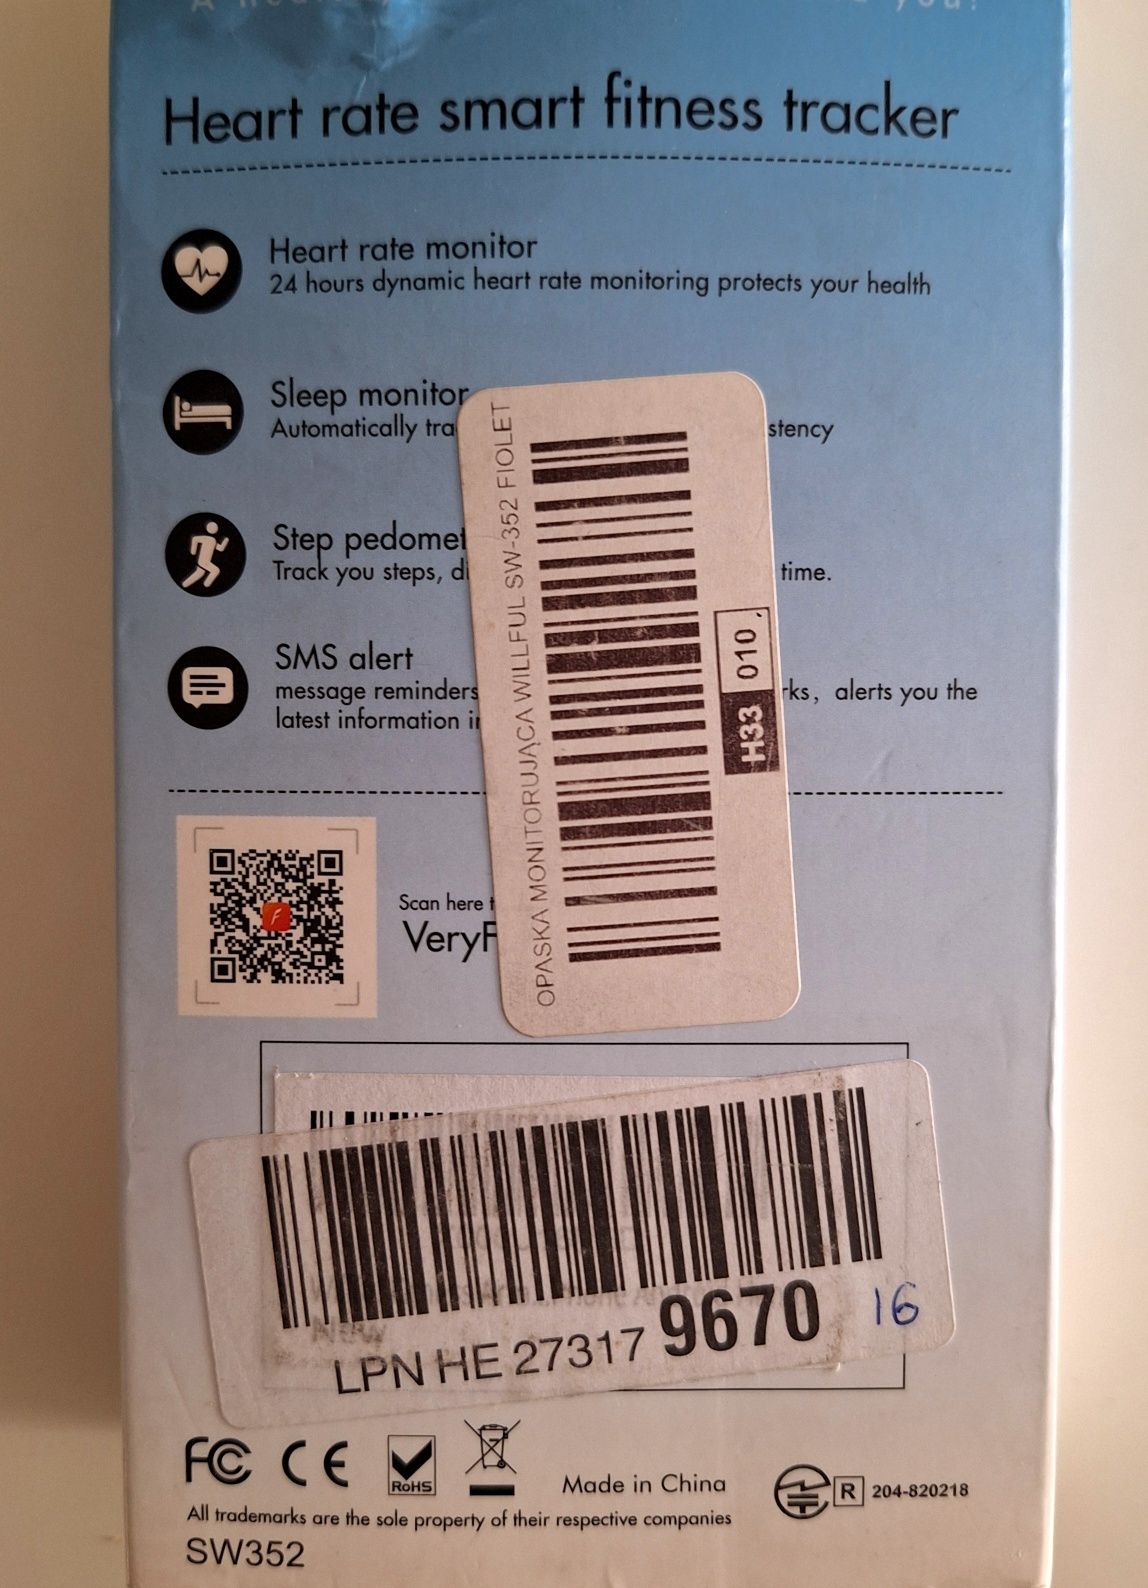 you!
Heart rate smart fitness tracker
Heart rate monitor
24 hours dynamic heart rate monitoring protects your health
Sleep monitor
Automatically tra stency
Step pedomet
Track you steps, di time.
SMS alert
message reminders rks, alerts you the
latest information in
OPASKA MONITORUJĄCA WILLFUL SW-352 FIOLET
H33 010
Scan here t
VeryF
New
LPN HE 27317 9670 16
FC CE RoHS Made in China R 204-820218
All trademarks are the sole property of their respective companies
SW352